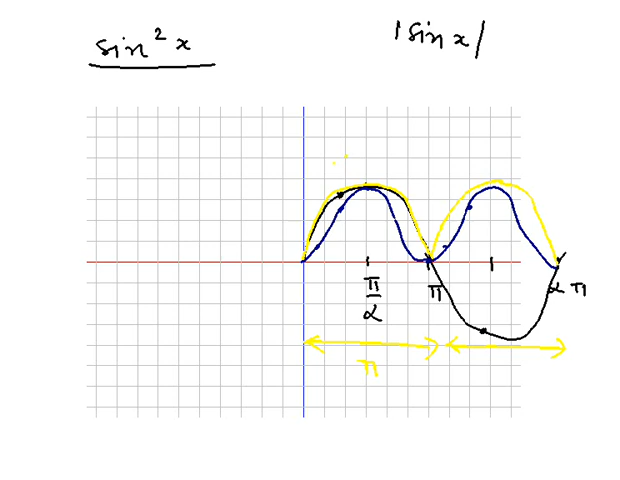 sin² x
|sin x|
π/2
π
2π
π